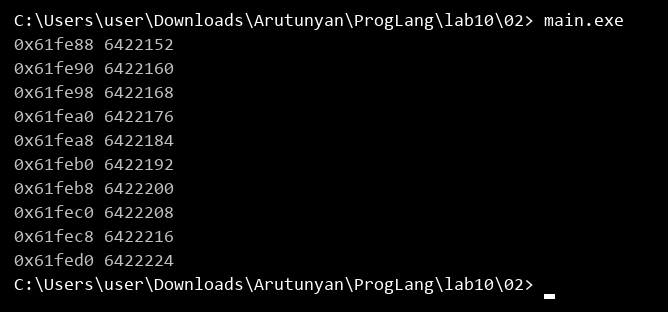 C:\Users\user\Downloads\Arutunyan\ProgLang\lab10\02> main.exe
0x61fe88 6422152
0x61fe90 6422160
0x61fe98 6422168
0x61fea0 6422176
0x61fea8 6422184
0x61feb0 6422192
0x61feb8 6422200
0x61fec0 6422208
0x61fec8 6422216
0x61fed0 6422224
C:\Users\user\Downloads\Arutunyan\ProgLang\lab10\02>